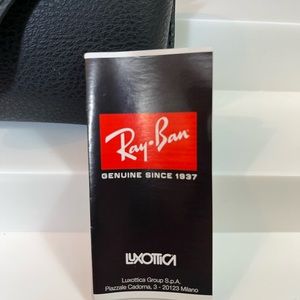 Ray-Ban
GENUINE SINCE 1937
LUXOTTICA
Luxottica Group S.p.A.
Piazzale Cadorna, 3 - 20123 Milano